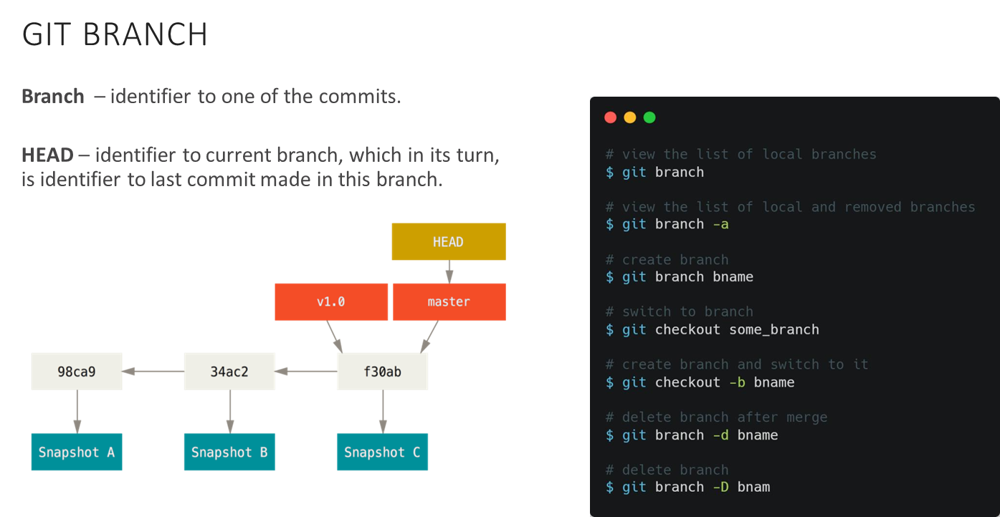 GIT BRANCH
Branch – identifier to one of the commits.
HEAD – identifier to current branch, which in its turn,
is identifier to last commit made in this branch.
HEAD
v1.0
master
98ca9
34ac2
f30ab
Snapshot A
Snapshot B
Snapshot C
# view the list of local branches
$ git branch
# view the list of local and removed branches
$ git branch -a
# create branch
$ git branch bname
# switch to branch
$ git checkout some_branch
# create branch and switch to it
$ git checkout -b bname
# delete branch after merge
$ git branch -d bname
# delete branch
$ git branch -D bnam